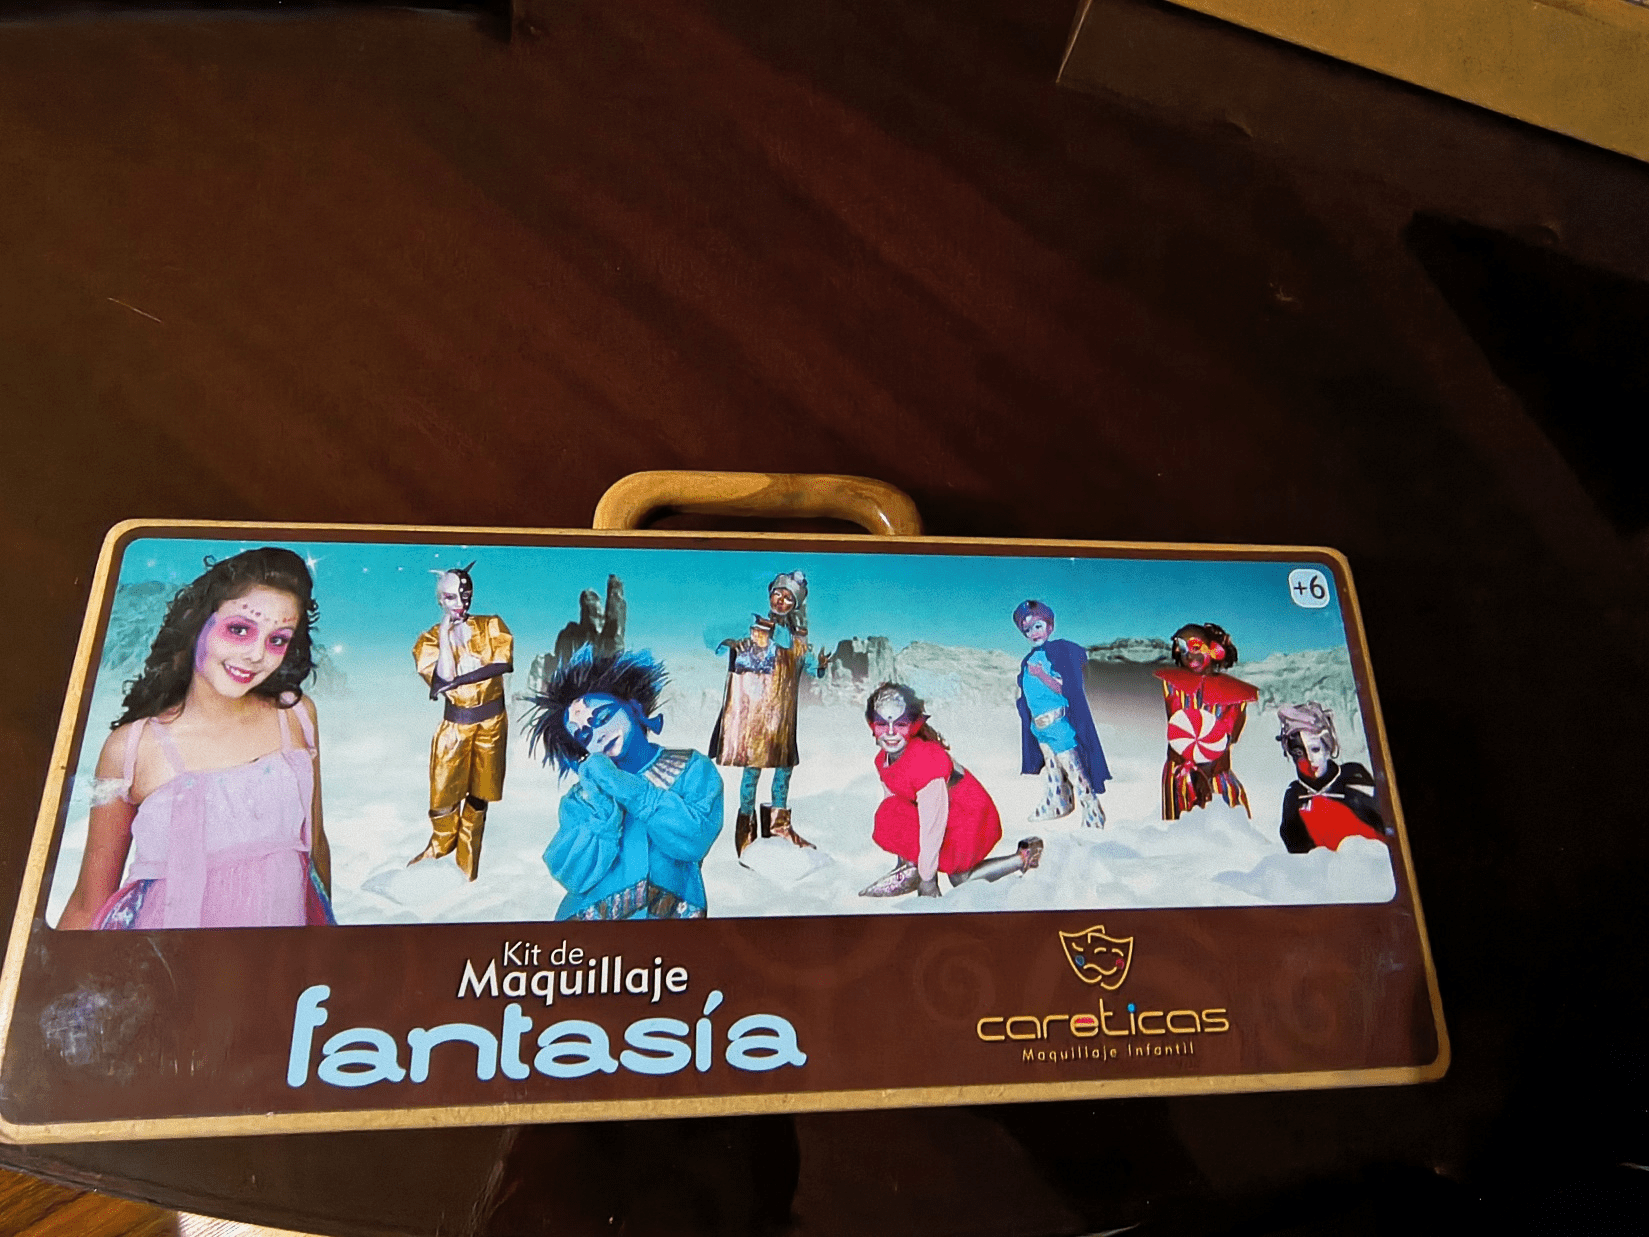 +6
Kit de
Maquillaje
fantasía
careticas
Maquillaje Infantil